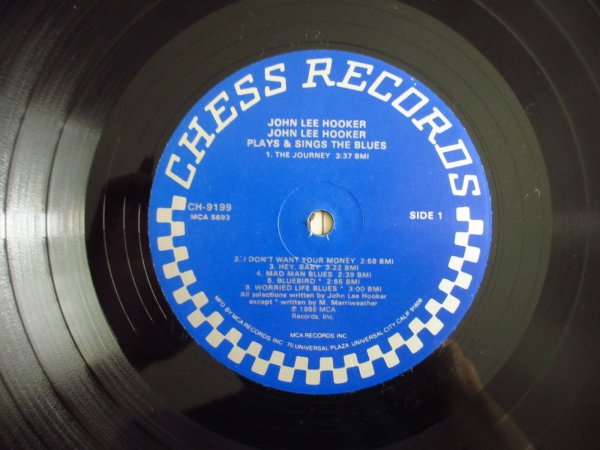 CHESS RECORDS
JOHN LEE HOOKER
JOHN LEE HOOKER
PLAYS & SINGS THE BLUES
1. THE JOURNEY 3:37 BMI
CH-9199
MCA 5693
SIDE 1
2. I DON'T WANT YOUR MONEY 2:58 BMI
3. HEY, BABY 3:22 BMI
4. MAD MAN BLUES 2:39 BMI
5. BLUEBIRD * 2:55 BMI
6. WORRIED LIFE BLUES * 3:00 BMI
All selections written by John Lee Hooker
except * written by M. Merriweather
℗ 1986 MCA
Records, Inc.
MCA RECORDS, INC
MFD BY MCA RECORDS, INC. 70 UNIVERSAL PLAZA, UNIVERSAL CITY, CALIF. 91608